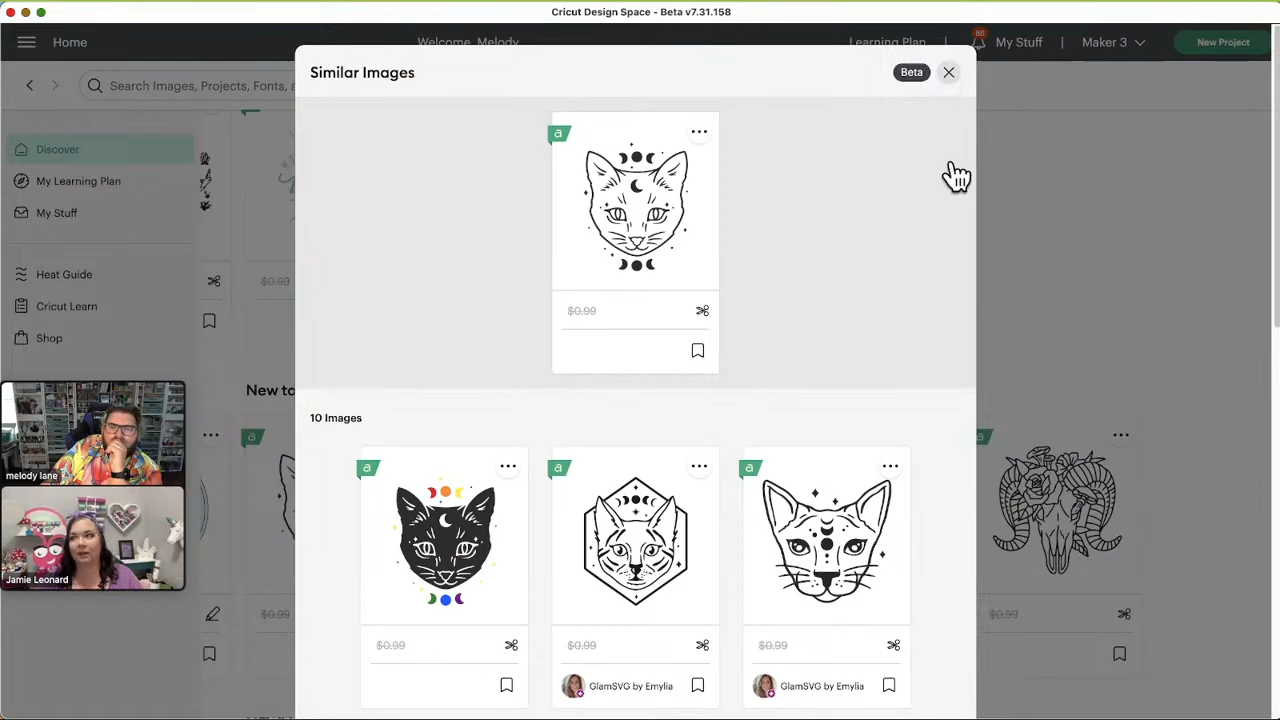 Cricut Design Space - Beta v7.31.158
Home
Welcome, Melody
Learning Plan
88
My Stuff
Maker 3
New Project
Search Images, Projects, Fonts, a
Similar Images
Beta
Discover
My Learning Plan
My Stuff
Heat Guide
Cricut Learn
Shop
a
$0.99
$0.99
New to
10 Images
a
a
a
a
a
melody lane
Jamie Leonard
$0.99
$0.99
$0.99
$0.99
$0.99
GlamSVG by Emylia
GlamSVG by Emylia